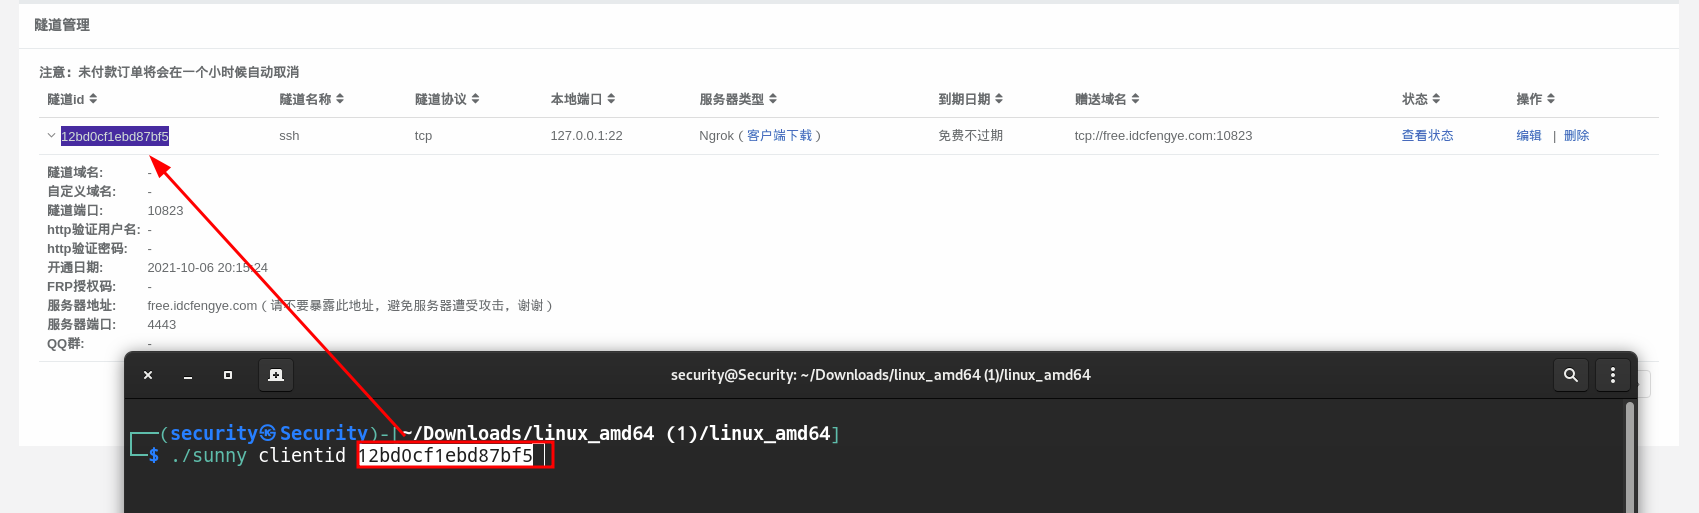 隧道管理
注意：未付款订单将会在一个小时候自动取消
隧道id 隧道名称 隧道协议 本地端口 服务器类型 到期日期 赠送域名 状态 操作
12bd0cf1ebd87bf5 ssh tcp 127.0.0.1:22 Ngrok（客户端下载） 免费不过期 tcp://free.idcfengye.com:10823 查看状态 编辑 | 删除
隧道域名: -
自定义域名: -
隧道端口: 10823
http验证用户名: -
http验证密码: -
开通日期: 2021-10-06 20:15:24
FRP授权码: -
服务器地址: free.idcfengye.com（请不要暴露此地址，避免服务器遭受攻击，谢谢）
服务器端口: 4443
QQ群: -
security@Security: ~/Downloads/linux_amd64 (1)/linux_amd64
(security㉿Security)-[~/Downloads/linux_amd64 (1)/linux_amd64]
$ ./sunny clientid 12bd0cf1ebd87bf5